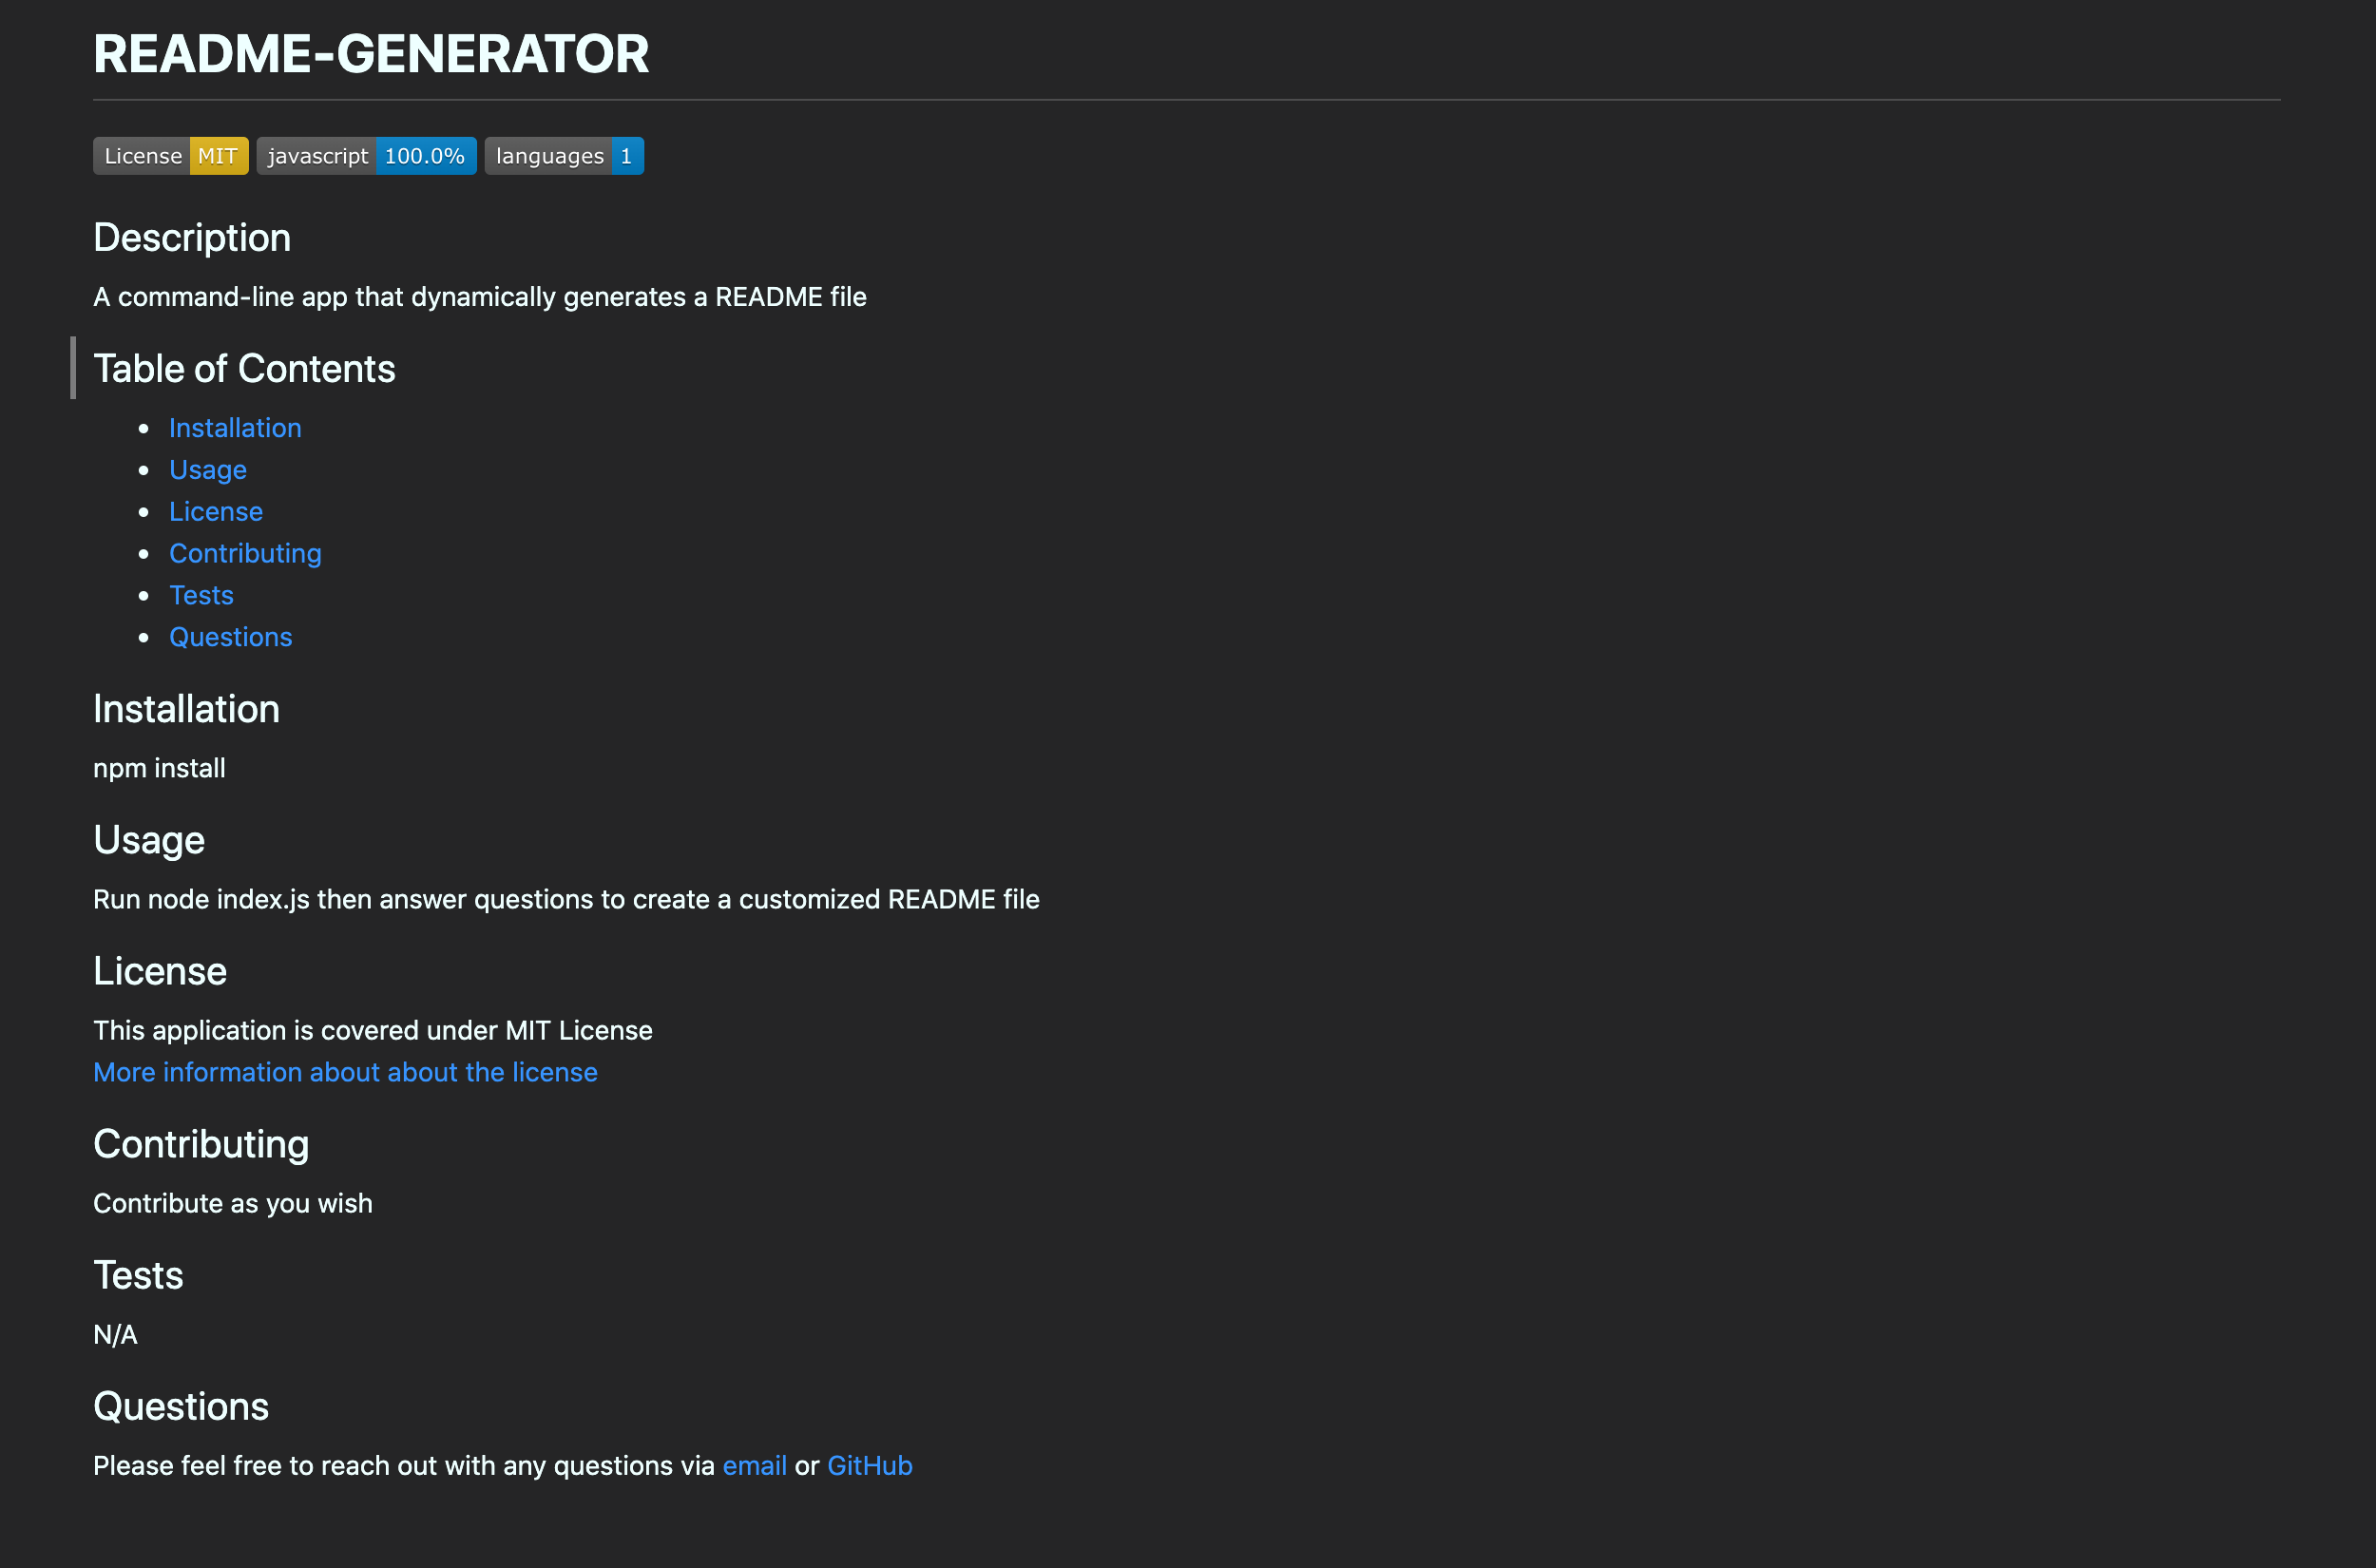 README-GENERATOR
License MIT javascript 100.0% languages 1
Description
A command-line app that dynamically generates a README file
Table of Contents
Installation
Usage
License
Contributing
Tests
Questions
Installation
npm install
Usage
Run node index.js then answer questions to create a customized README file
License
This application is covered under MIT License
More information about about the license
Contributing
Contribute as you wish
Tests
N/A
Questions
Please feel free to reach out with any questions via email or GitHub